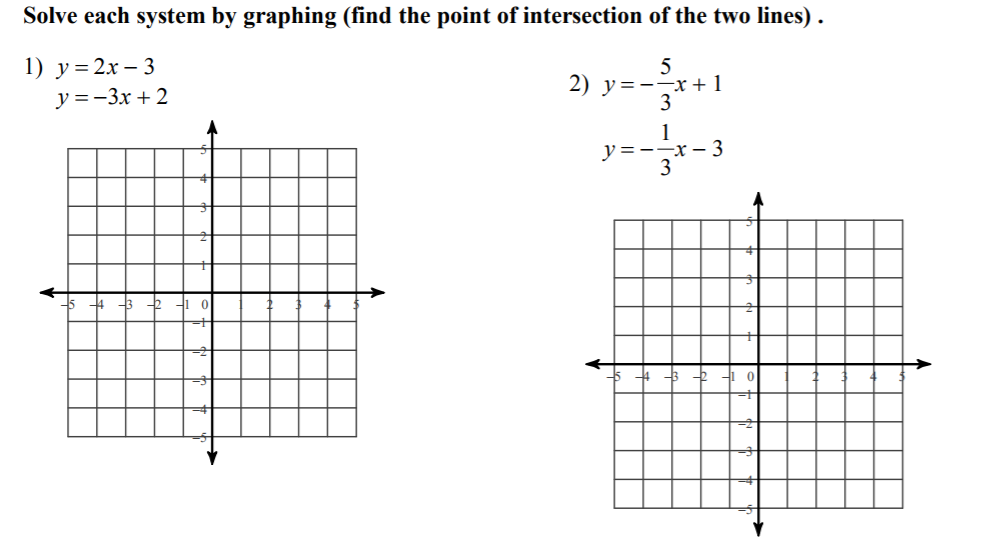 Solve each system by graphing (find the point of intersection of the two lines) .
1) y = 2x – 3
y = –3x + 2
5
4
3
2
1
–5 –4 –3 –2 –1 0 1 2 3 4 5
–1
–2
–3
–4
–5
2) y = –5/3x + 1
y = –1/3x – 3
5
4
3
2
1
–5 –4 –3 –2 –1 0 1 2 3 4 5
–1
–2
–3
–4
–5